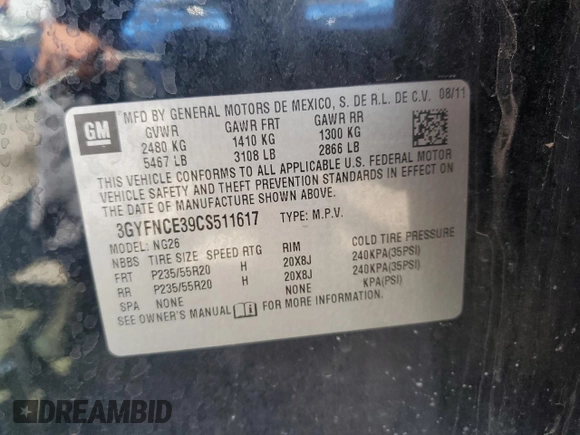 GM
MFD BY GENERAL MOTORS DE MEXICO, S. DE R.L. DE C.V. 08/11
GVWR GAWR FRT GAWR RR
2480 KG 1410 KG 1300 KG
5467 LB 3108 LB 2866 LB
THIS VEHICLE CONFORMS TO ALL APPLICABLE U.S. FEDERAL MOTOR
VEHICLE SAFETY AND THEFT PREVENTION STANDARDS IN EFFECT ON
THE DATE OF MANUFACTURE SHOWN ABOVE.
3GYFNCE39CS511617 TYPE: M.P.V.
MODEL: NG26
NBBS TIRE SIZE SPEED RTG RIM COLD TIRE PRESSURE
FRT P235/55R20 H 20X8J 240KPA(35PSI)
RR P235/55R20 H 20X8J 240KPA(35PSI)
SPA NONE NONE KPA(PSI)
SEE OWNER'S MANUAL FOR MORE INFORMATION.
DREAMBID